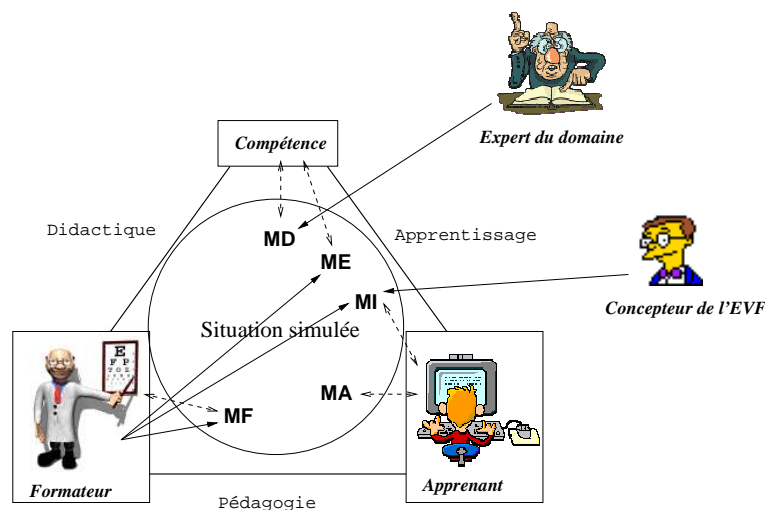 Expert du domaine
Compétence
Didactique
Apprentissage
MD
ME
MI
Concepteur de l'EVF
Situation simulée
E
F P
T O Z
MA
MF
Formateur
Apprenant
Pédagogie